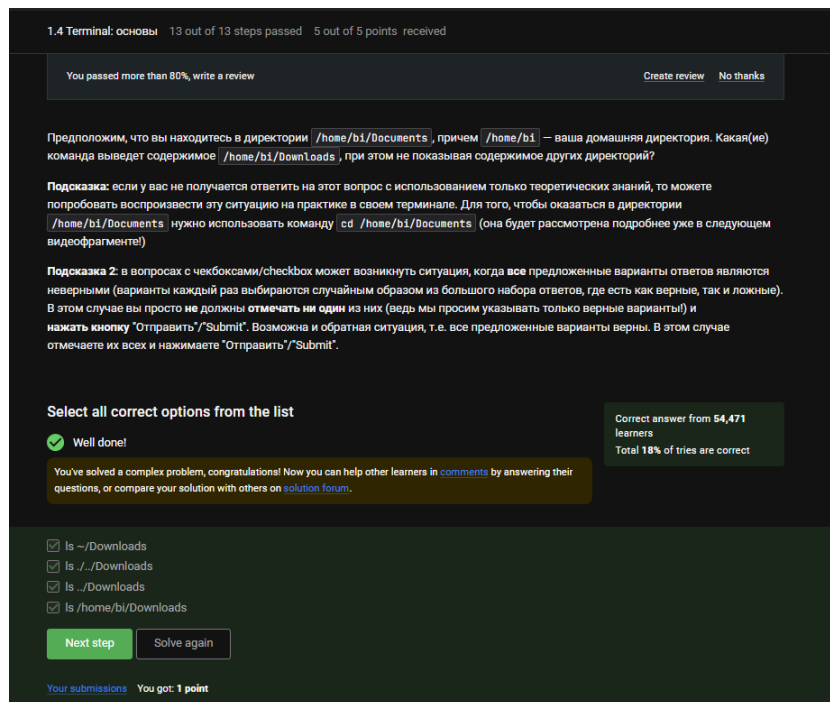 1.4 Terminal: основы 13 out of 13 steps passed 5 out of 5 points received
You passed more than 80%, write a review Create review No thanks
Предположим, что вы находитесь в директории /home/bi/Documents, причем /home/bi — ваша домашняя директория. Какая(ие)
команда выведет содержимое /home/bi/Downloads, при этом не показывая содержимое других директорий?
Подсказка: если у вас не получается ответить на этот вопрос с использованием только теоретических знаний, то можете
попробовать воспроизвести эту ситуацию на практике в своем терминале. Для того, чтобы оказаться в директории
/home/bi/Documents нужно использовать команду cd /home/bi/Documents (она будет рассмотрена подробнее уже в следующем
видеофрагменте!)
Подсказка 2: в вопросах с чекбоксами/checkbox может возникнуть ситуация, когда все предложенные варианты ответов являются
неверными (варианты каждый раз выбираются случайным образом из большого набора ответов, где есть как верные, так и ложные).
В этом случае вы просто не должны отмечать ни один из них (ведь мы просим указывать только верные варианты!) и
нажать кнопку "Отправить"/"Submit". Возможна и обратная ситуация, т.е. все предложенные варианты верны. В этом случае
отмечаете их всех и нажимаете "Отправить"/"Submit".
Select all correct options from the list
Well done!
You've solved a complex problem, congratulations! Now you can help other learners in comments by answering their
questions, or compare your solution with others on solution forum.
Correct answer from 54,471
learners
Total 18% of tries are correct
ls ~/Downloads
ls ./../Downloads
ls ../Downloads
ls /home/bi/Downloads
Next step Solve again
Your submissions You got: 1 point